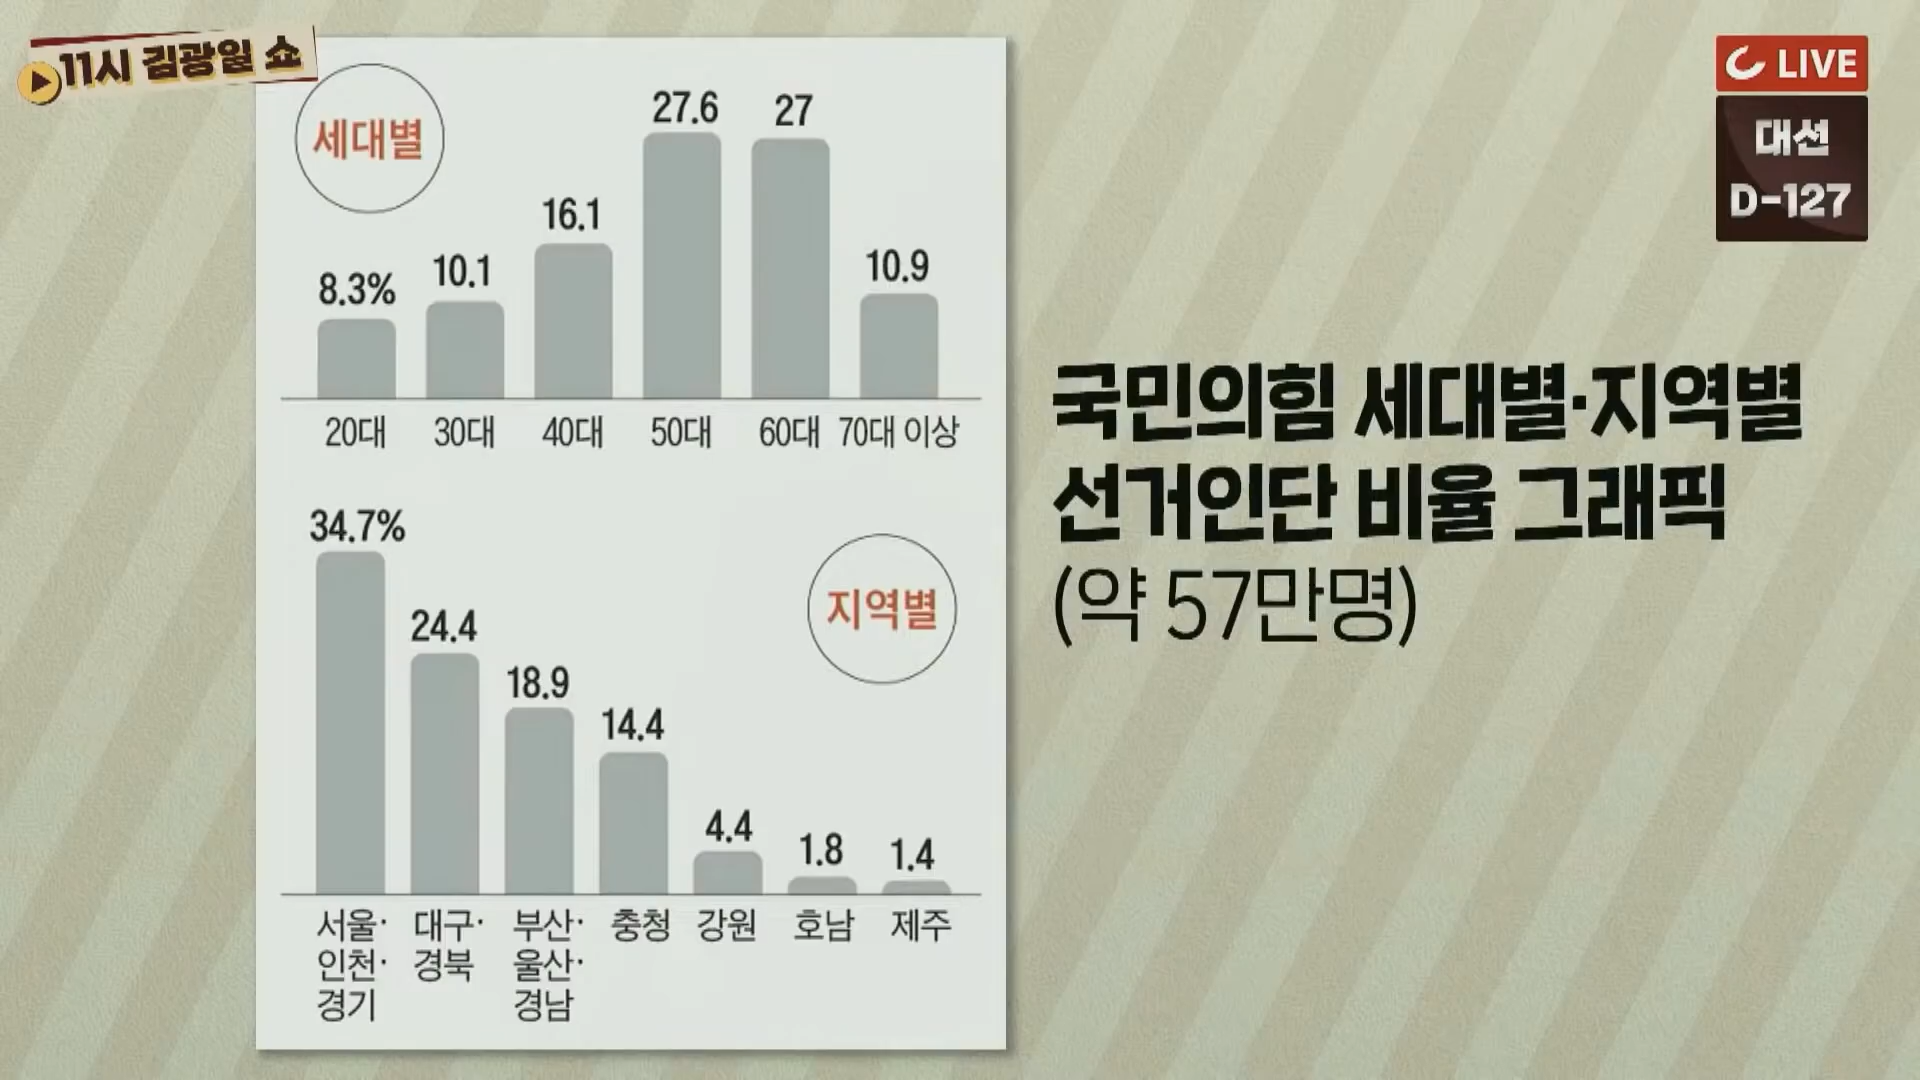 11시 김광일 쇼
LIVE
대선
D-127
세대별
8.3%
10.1
16.1
27.6
27
10.9
20대
30대
40대
50대
60대
70대 이상
국민의힘 세대별·지역별
선거인단 비율 그래픽
(약 57만명)
지역별
34.7%
24.4
18.9
14.4
4.4
1.8
1.4
서울·
인천·
경기
대구·
경북
부산·
울산·
경남
충청
강원
호남
제주